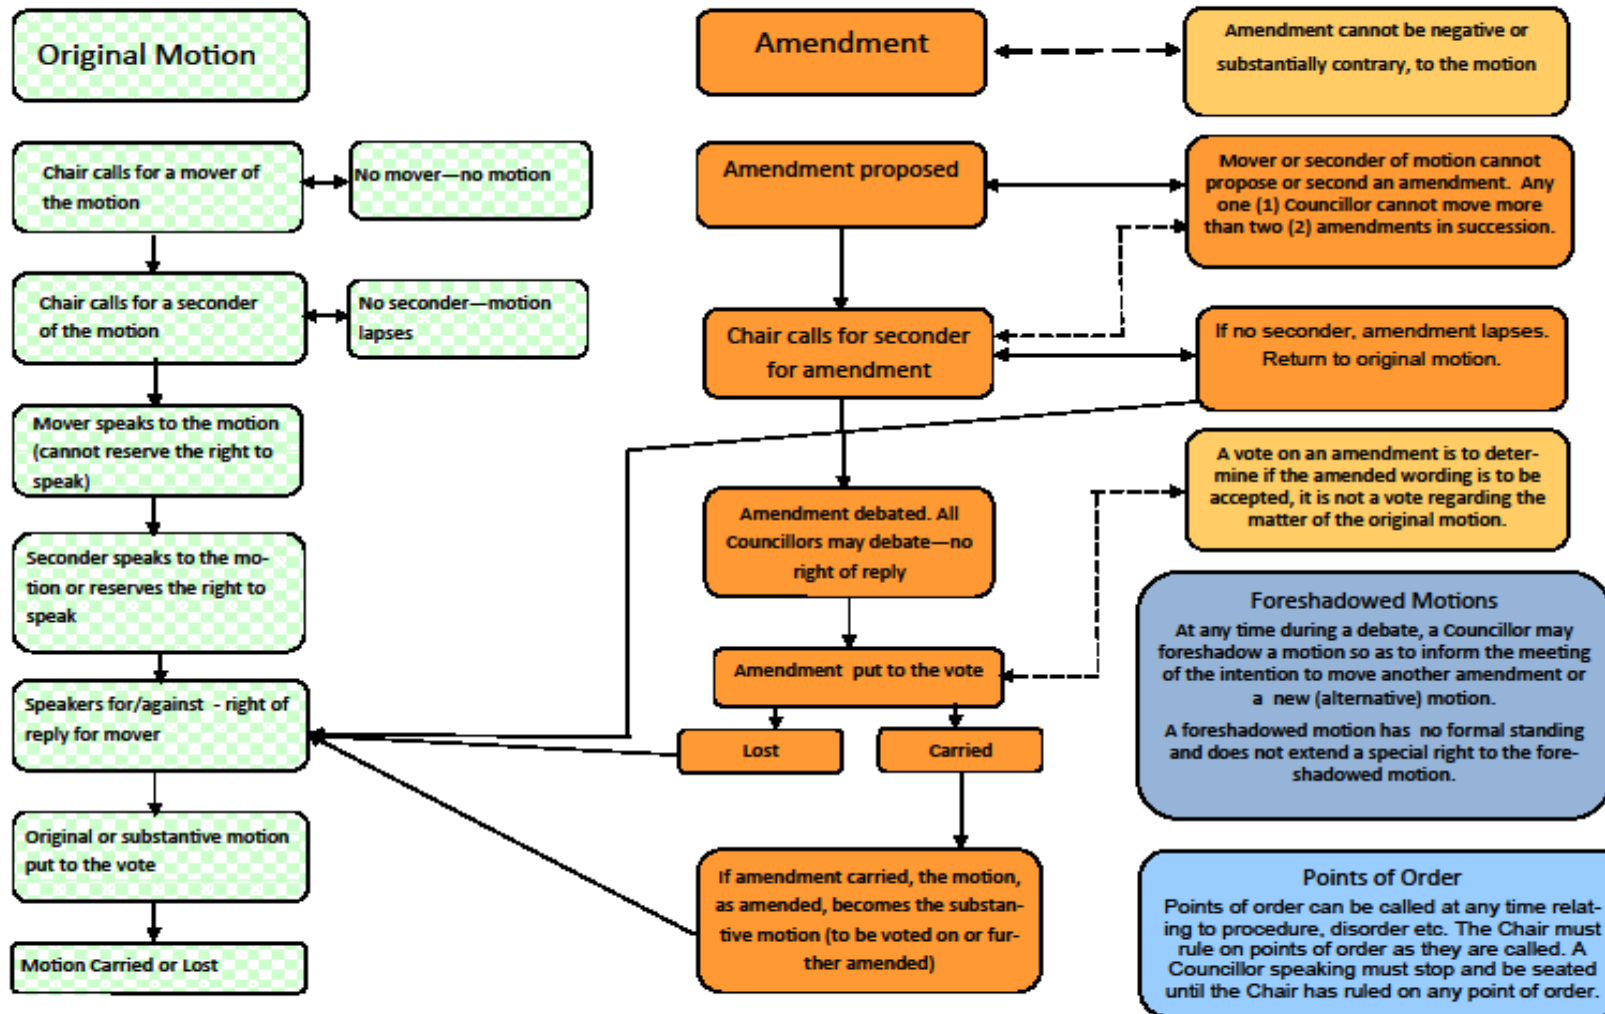 Original Motion
Chair calls for a mover of
the motion
No mover—no motion
Chair calls for a seconder
of the motion
No seconder—motion
lapses
Mover speaks to the motion
(cannot reserve the right to
speak)
Seconder speaks to the mo-
tion or reserves the right to
speak
Speakers for/against - right of
reply for mover
Original or substantive motion
put to the vote
Motion Carried or Lost
Amendment
Amendment proposed
Chair calls for seconder
for amendment
Amendment debated. All
Councillors may debate—no
right of reply
Amendment put to the vote
Lost
Carried
If amendment carried, the motion,
as amended, becomes the substan-
tive motion (to be voted on or fur-
ther amended)
Amendment cannot be negative or
substantially contrary, to the motion
Mover or seconder of motion cannot
propose or second an amendment. Any
one (1) Councillor cannot move more
than two (2) amendments in succession.
If no seconder, amendment lapses.
Return to original motion.
A vote on an amendment is to deter-
mine if the amended wording is to be
accepted, it is not a vote regarding the
matter of the original motion.
Foreshadowed Motions
At any time during a debate, a Councillor may
foreshadow a motion so as to inform the meeting
of the intention to move another amendment or
a new (alternative) motion.
A foreshadowed motion has no formal standing
and does not extend a special right to the fore-
shadowed motion.
Points of Order
Points of order can be called at any time relat-
ing to procedure, disorder etc. The Chair must
rule on points of order as they are called. A
Councillor speaking must stop and be seated
until the Chair has ruled on any point of order.